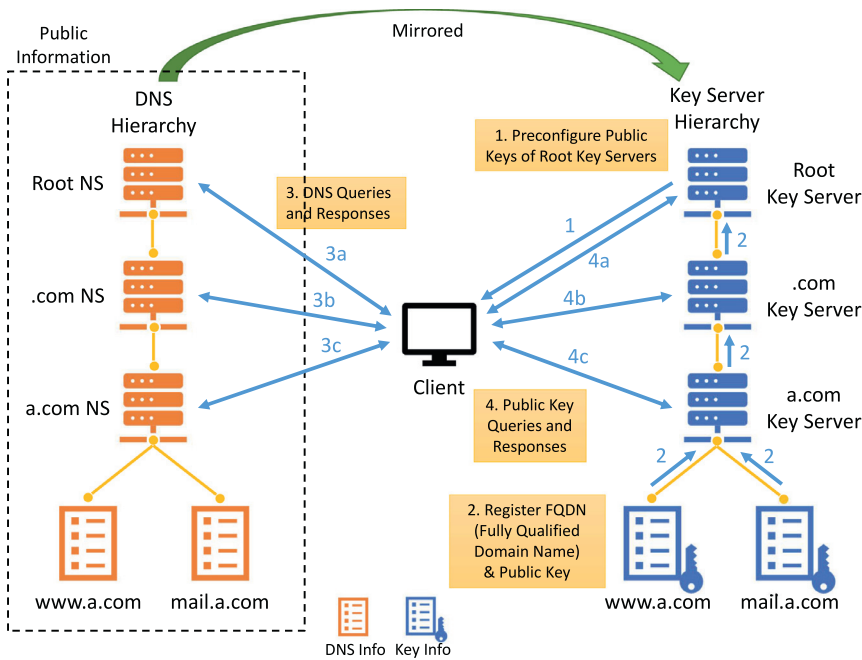 Public
Information
Mirrored
DNS
Hierarchy
Key Server
Hierarchy
1. Preconfigure Public
Keys of Root Key Servers
Root NS
3. DNS Queries
and Responses
Root
Key Server
1
2
3a
4a
.com NS
3b
4b
.com
Key Server
3c
4c
2
Client
a.com NS
a.com
Key Server
4. Public Key
Queries and
Responses
2
2
2. Register FQDN
(Fully Qualified
Domain Name)
& Public Key
www.a.com
mail.a.com
www.a.com
mail.a.com
DNS Info
Key Info